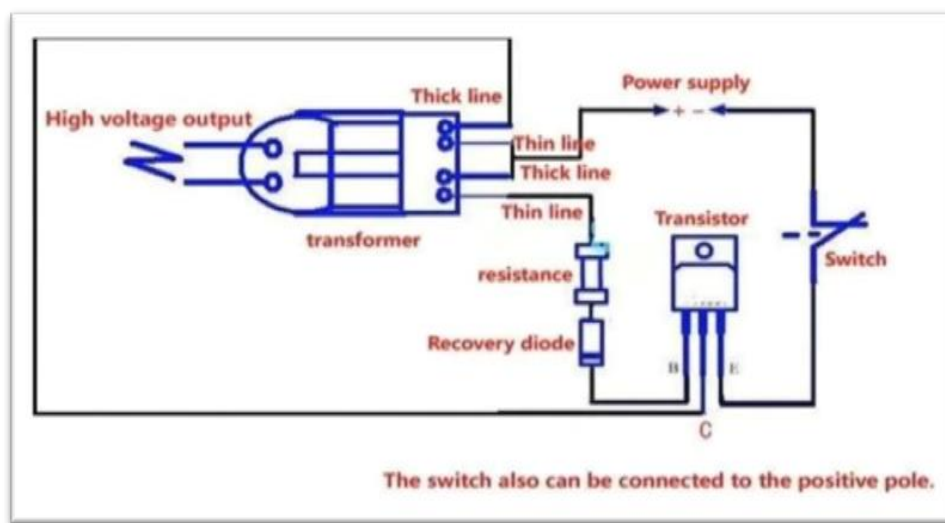 Power supply
+ -
Thick line
High voltage output
Thin line
Thick line
Thin line
Transistor
transformer
Switch
resistance
Recovery diode
B
E
C
The switch also can be connected to the positive pole.